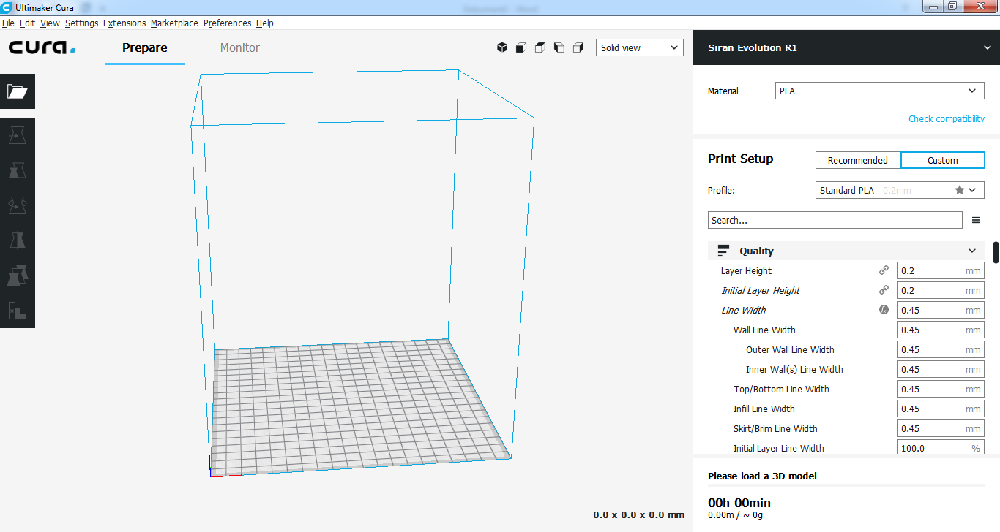 Ultimaker Cura
File Edit View Settings Extensions Marketplace Preferences Help
cura.
Prepare Monitor
Solid view
Siran Evolution R1
Material PLA
Check compatibility
Print Setup Recommended Custom
Profile: Standard PLA - 0.2mm
Search...
Quality
Layer Height 0.2 mm
Initial Layer Height 0.2 mm
Line Width 0.45 mm
Wall Line Width 0.45 mm
Outer Wall Line Width 0.45 mm
Inner Wall(s) Line Width 0.45 mm
Top/Bottom Line Width 0.45 mm
Infill Line Width 0.45 mm
Skirt/Brim Line Width 0.45 mm
Initial Layer Line Width 100.0 %
Please load a 3D model
00h 00min
0.00m / ~ 0g
0.0 x 0.0 x 0.0 mm